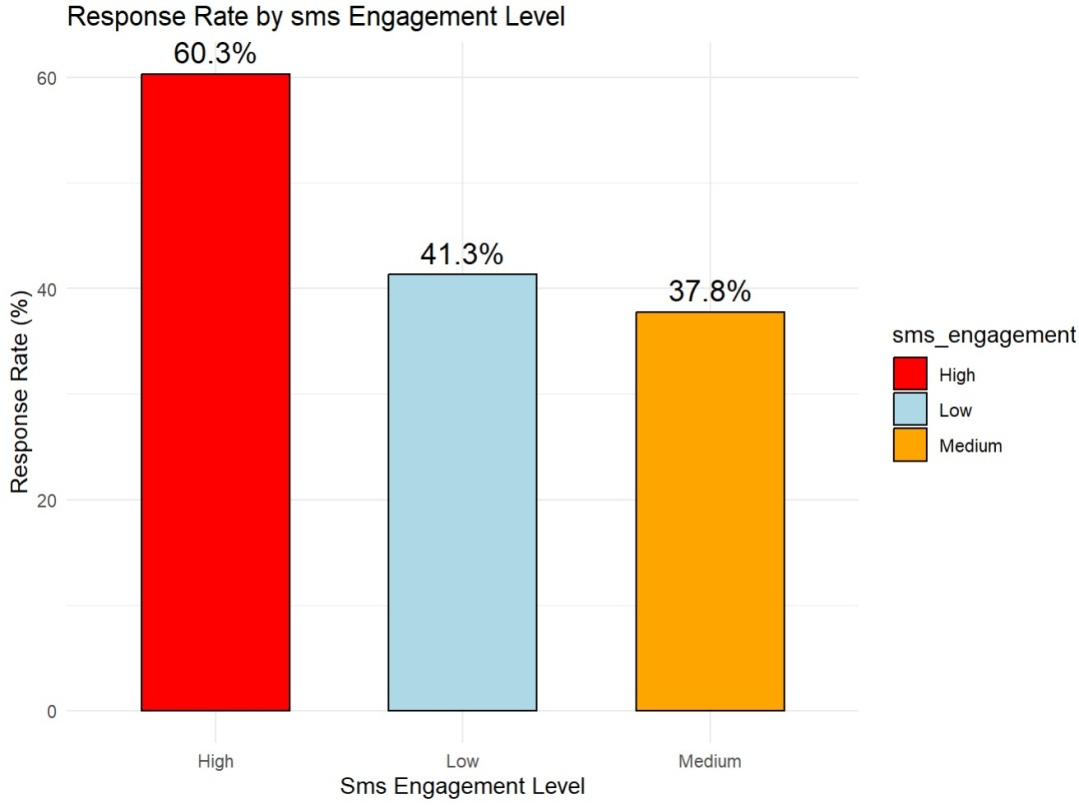 Response Rate by sms Engagement Level
60.3%
60
41.3%
40
37.8%
20
0
Response Rate (%)
High
Low
Medium
Sms Engagement Level
sms_engagement
High
Low
Medium